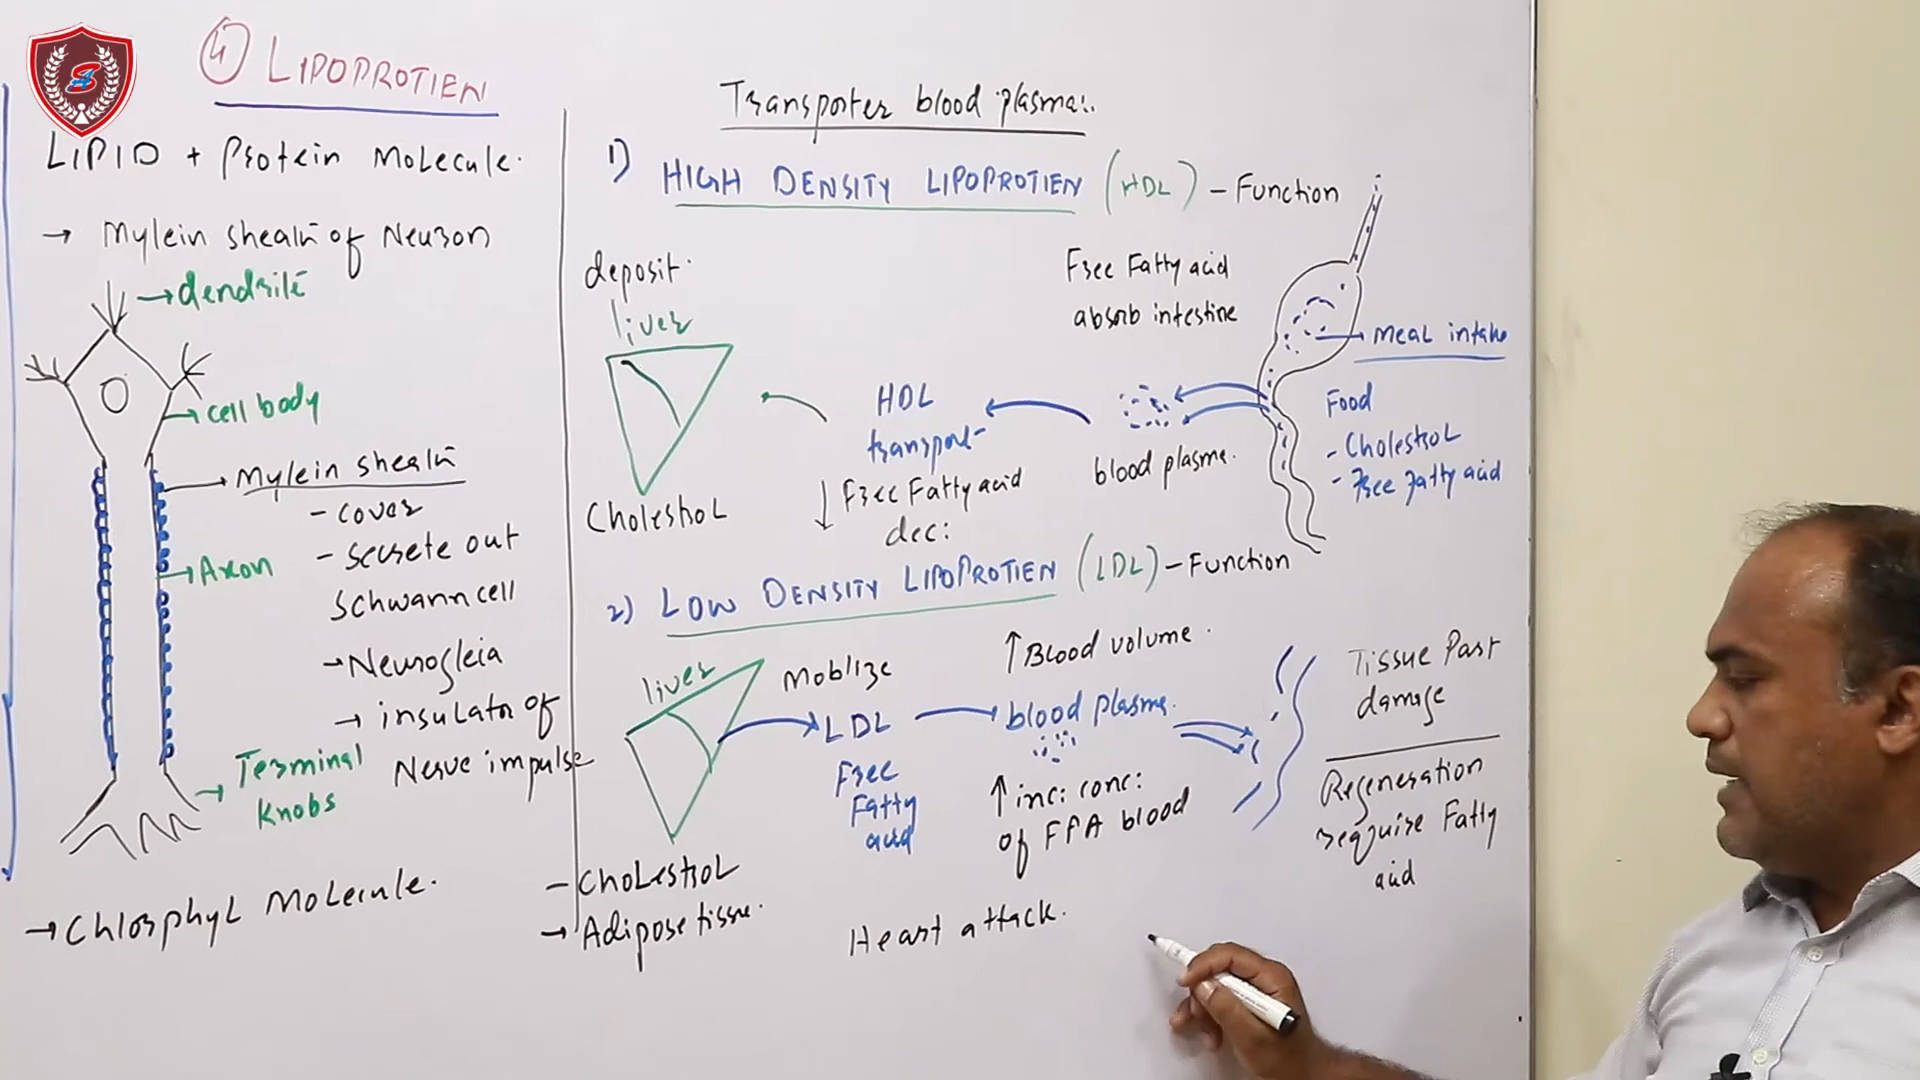 4) LIPOPROTIEN
LIPID + Protein Molecule.
→ Mylein sheath of Neuron
→ dendrite
→ cell body
→ Mylein sheath
- cover
- secrete out
schwann cell
→ Axon
→ Neurogleia
→ insulator of
Nerve impulse
→ Terminal
Knobs
→ Chlorphyl Molecule.
Transporter blood plasma:.
1) HIGH DENSITY LIPOPROTIEN (HDL) - Function
deposit.
liver
Cholestrol
Free Fatty acid
absorb intestine
→ Meal intake
Food
- Cholestrol
- Free Fatty acid
blood plasma.
HDL
transport
↓ Free Fatty acid
dec:
2) LOW DENSITY LIPOPROTIEN (LDL) - Function
liver
- Cholestrol
→ Adipose tissue.
Moblize
LDL
Free
Fatty
acid
↑ Blood volume.
blood plasma.
↑ inc: conc:
of FFA blood
Heart attack.
Tissue Part
damage
Regeneration
require Fatty
acid